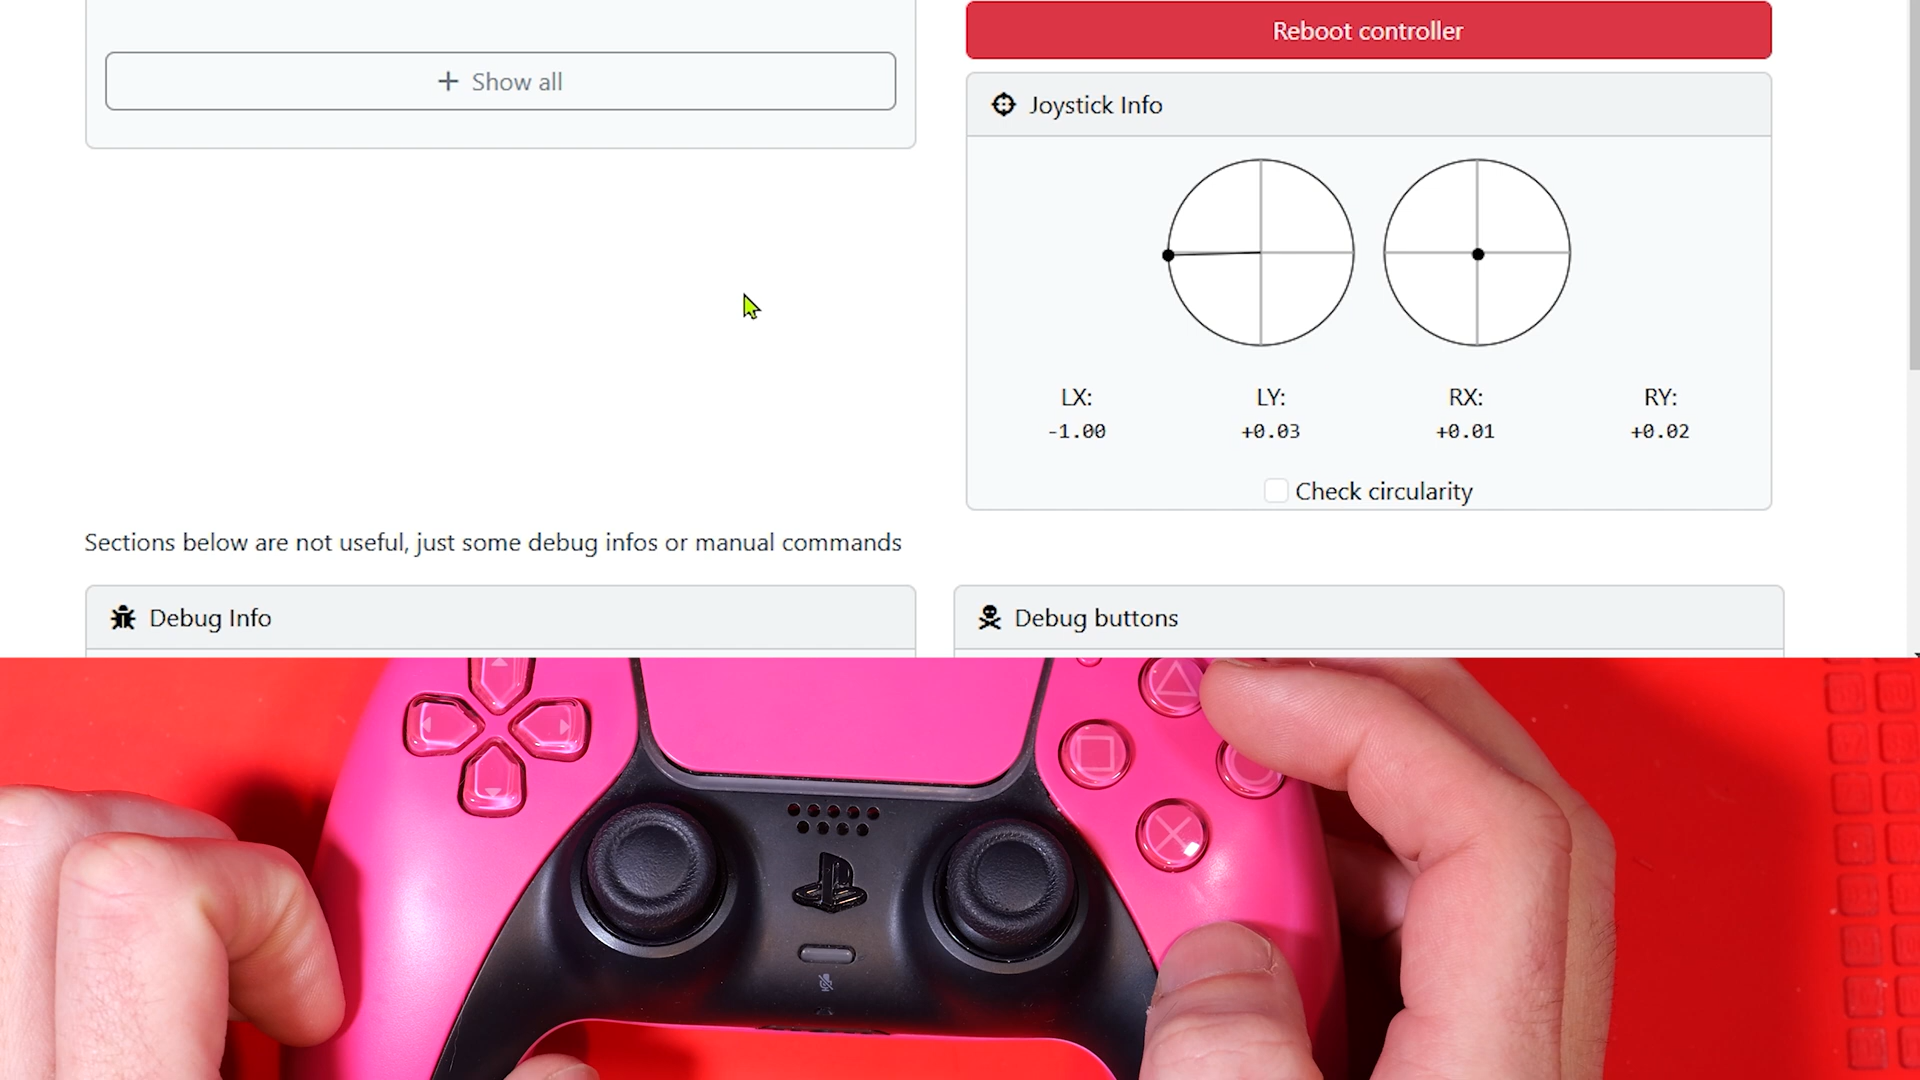 Reboot controller
+ Show all
Joystick Info
LX: LY: RX: RY:
-1.00 +0.03 +0.01 +0.02
Check circularity
Sections below are not useful, just some debug infos or manual commands
Debug Info
Debug buttons